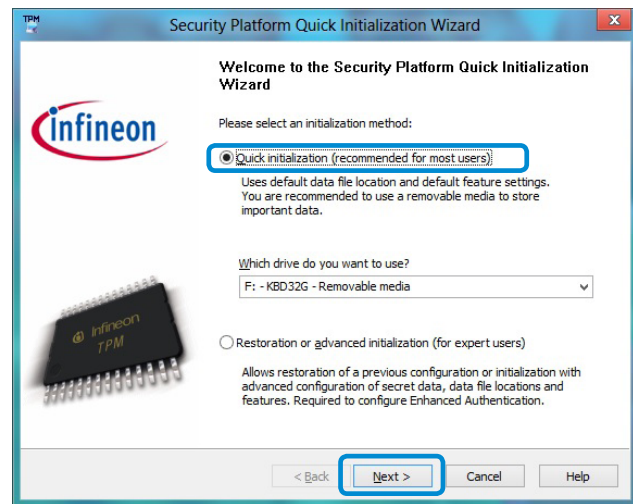 TPM
Security Platform Quick Initialization Wizard
x
Welcome to the Security Platform Quick Initialization
Wizard
infineon
Please select an initialization method:
Quick initialization (recommended for most users)
Uses default data file location and default feature settings.
You are recommended to use a removable media to store
important data.
Which drive do you want to use?
F: - KBD32G - Removable media
infineon
TPM
Restoration or advanced initialization (for expert users)
Allows restoration of a previous configuration or initialization with
advanced configuration of secret data, data file locations and
features. Required to configure Enhanced Authentication.
< Back
Next >
Cancel
Help